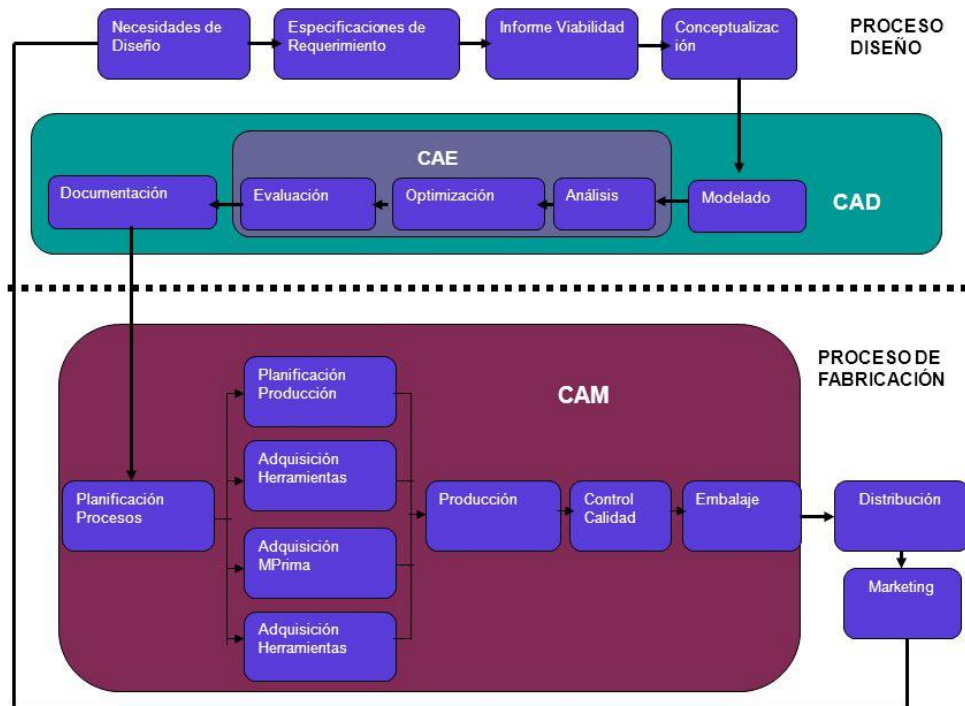 Necesidades de
Diseño
Especificaciones de
Requerimiento
Informe Viabilidad
Conceptualizac
ión
PROCESO
DISEÑO
CAE
Documentación
Evaluación
Optimización
Análisis
Modelado
CAD
PROCESO DE
FABRICACIÓN
CAM
Planificación
Producción
Adquisición
Herramientas
Planificación
Procesos
Adquisición
MPrima
Adquisición
Herramientas
Producción
Control
Calidad
Embalaje
Distribución
Marketing